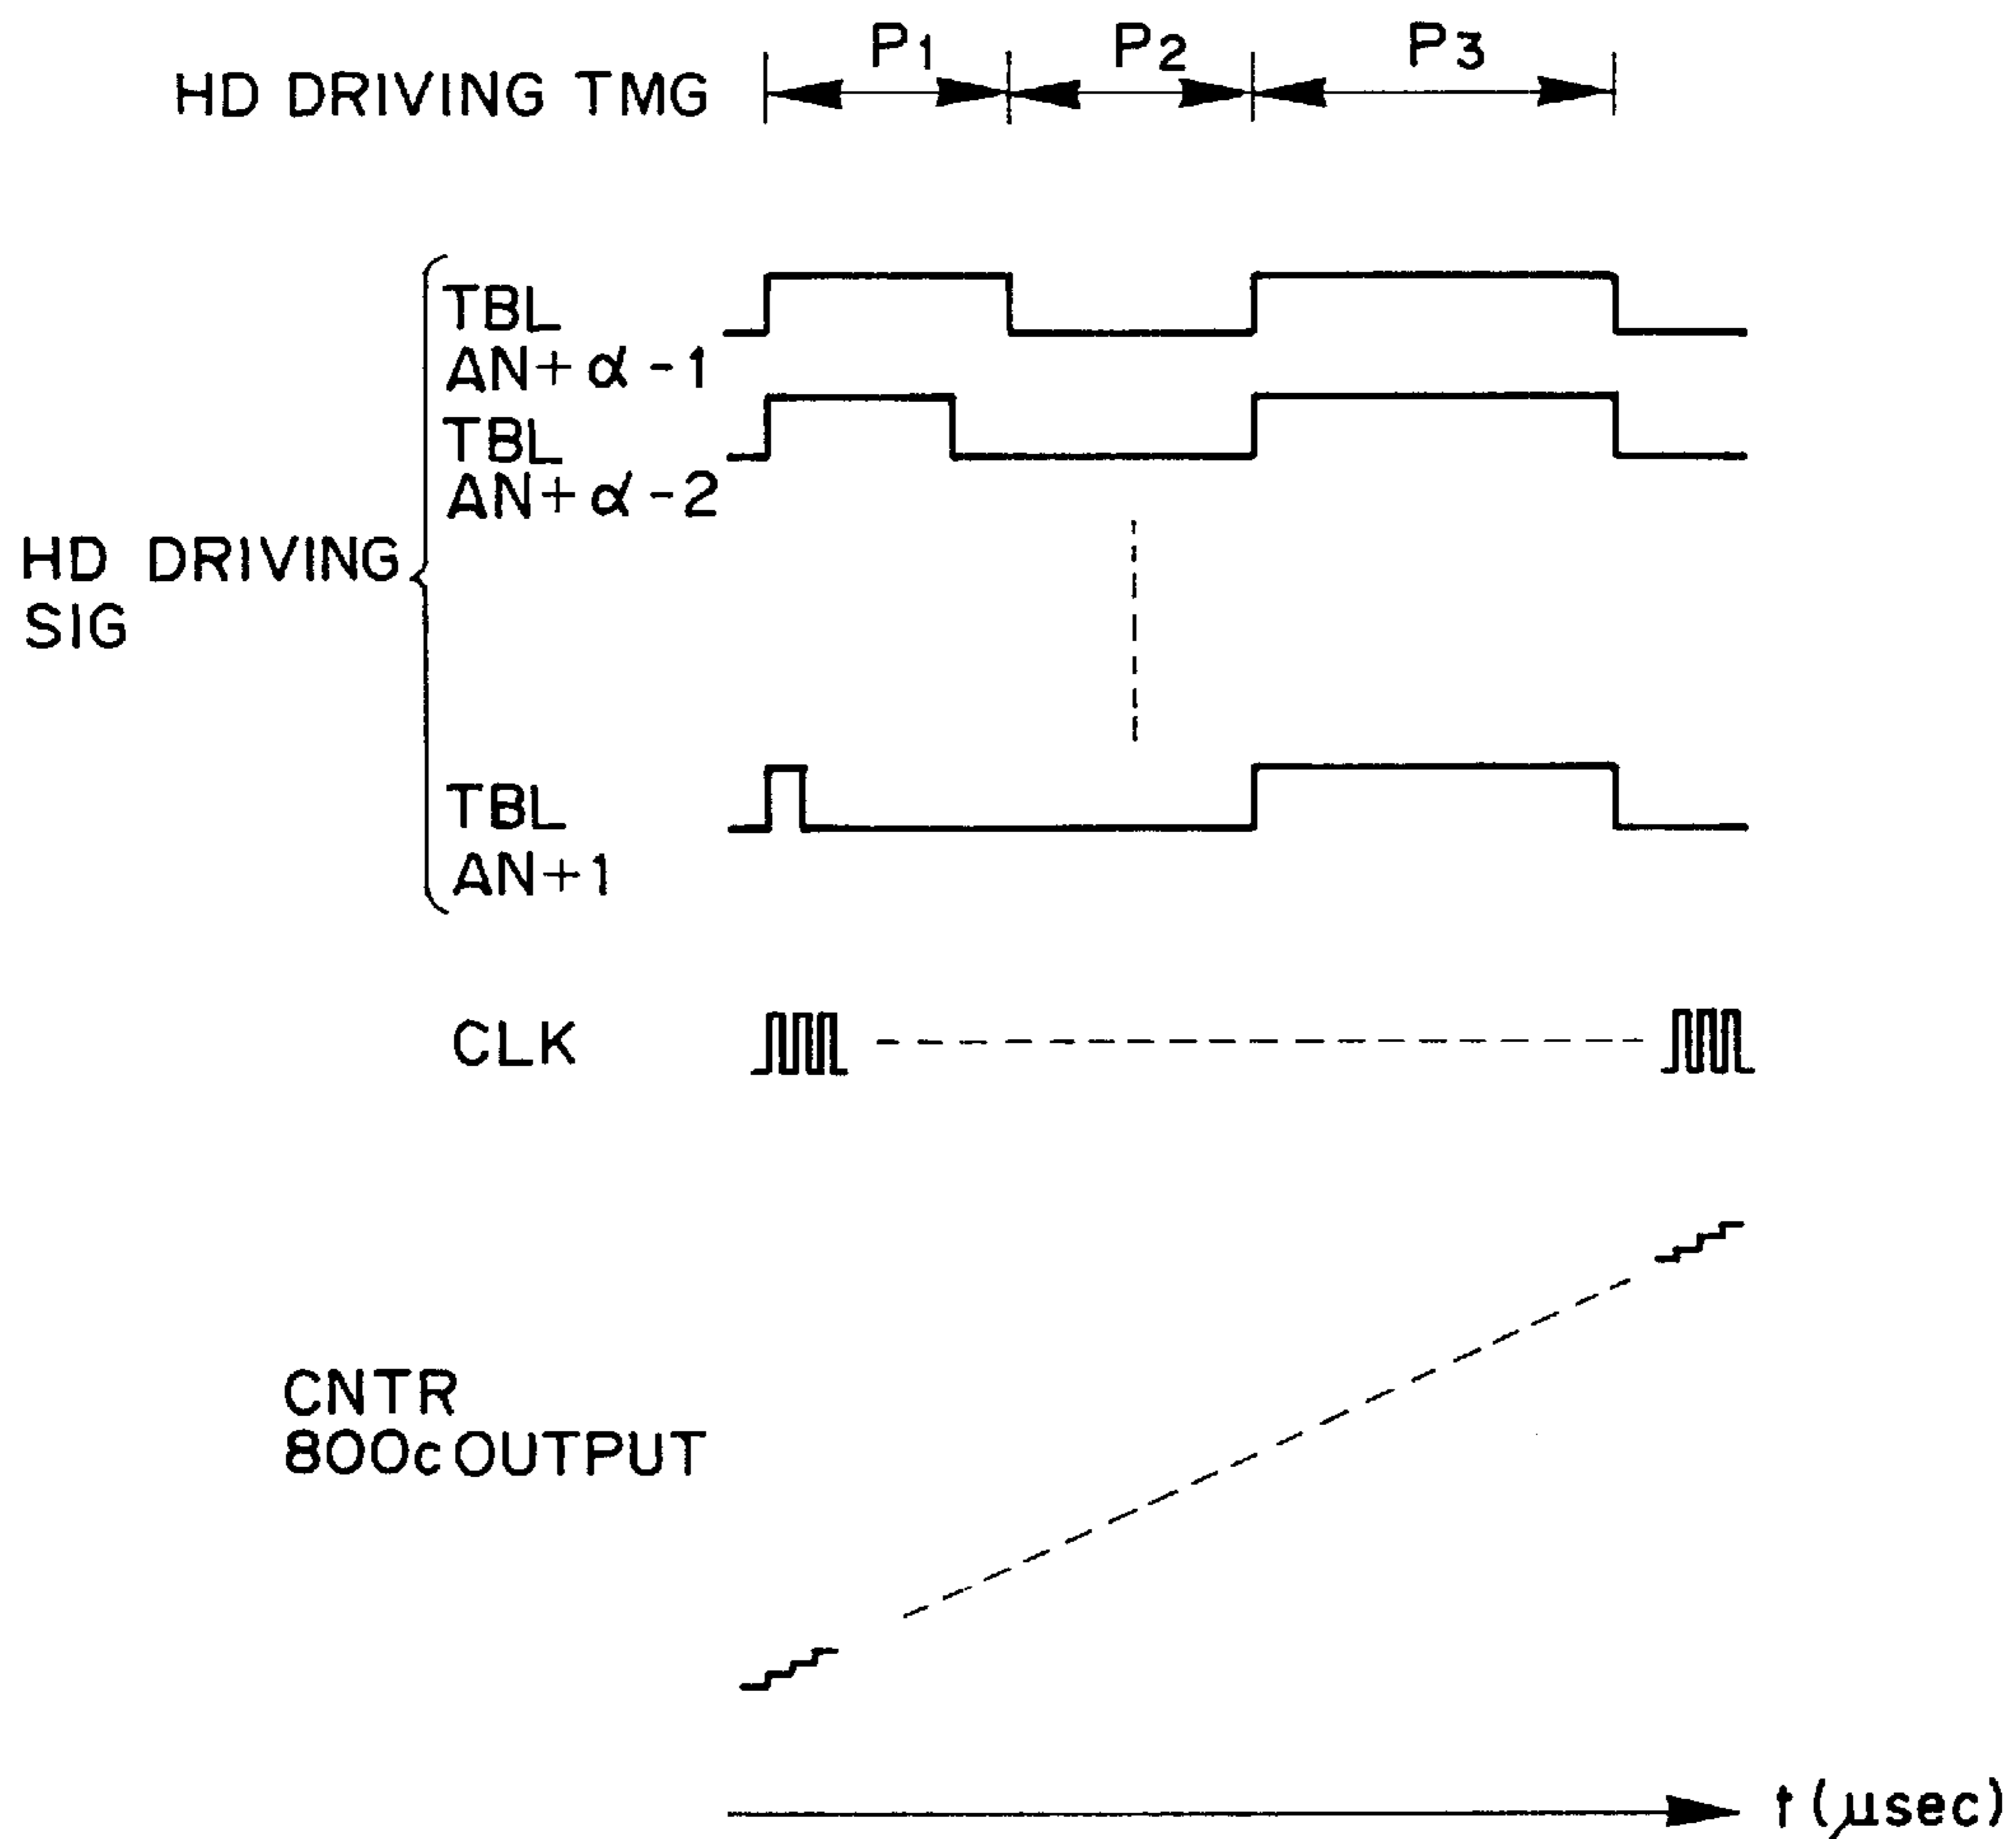 P1 P2 P3
HD DRIVING TMG
TBL
AN+α-1
TBL
AN+α-2
HD DRIVING
SIG
TBL
AN+1
CLK
CNTR
800c OUTPUT
t (μsec)